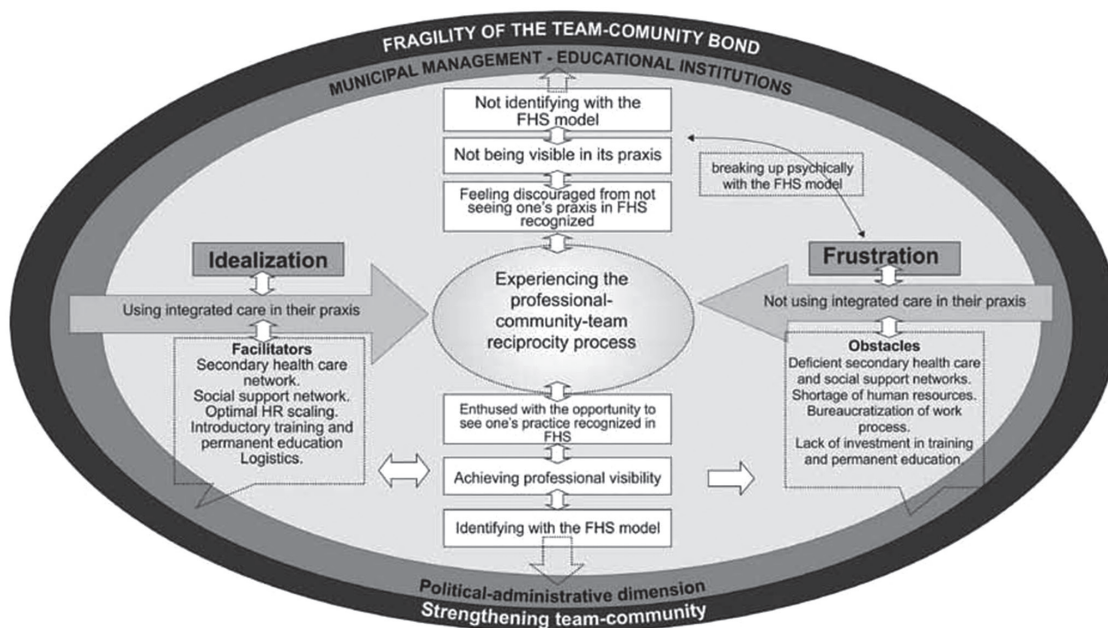 FRAGILITY OF THE TEAM-COMUNITY BOND
MUNICIPAL MANAGEMENT - EDUCATIONAL INSTITUTIONS
Not identifying with the
FHS model
Not being visible in its praxis
breaking up psychically
with the FHS model
Feeling discouraged from not
seeing one's praxis in FHS
recognized
Idealization
Frustration
Experiencing the
professional-
community-team
reciprocity process
Using integrated care in their praxis
Not using integrated care in their praxis
Facilitators
Secondary health care
network.
Social support network.
Optimal HR scaling.
Introductory training and
permanent education
Logistics.
Obstacles
Deficient secondary health care
and social support networks.
Shortage of human resources.
Bureaucratization of work
process.
Lack of investment in training
and permanent education.
Enthused with the opportunity to
see one's practice recognized in
FHS
Achieving professional visibility
Identifying with the FHS model
Political-administrative dimension
Strengthening team-community